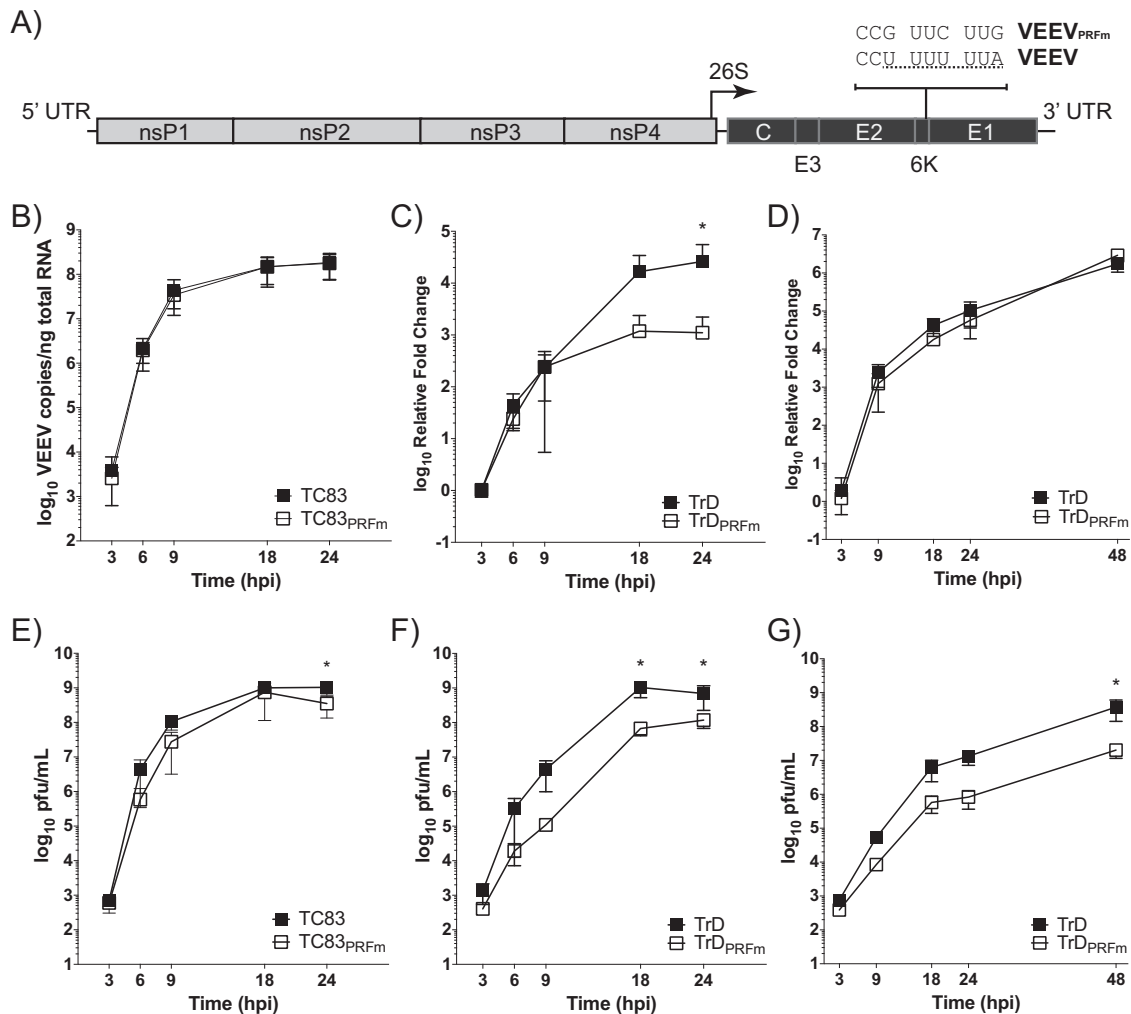 A)
CCG UUC UUG VEEVPRFm
CCU UUU UUA VEEV
26S
5' UTR
3' UTR
nsP1 nsP2 nsP3 nsP4 C E2 E1
E3 6K
B)
log10 VEEV copies/ng total RNA
9
8
7
6
5
4
3
2
TC83
TC83PRFm
3 6 9 18 24
Time (hpi)
C)
log10 Relative Fold Change
5
4
3
2
1
0
-1
*
TrD
TrDPRFm
3 6 9 18 24
Time (hpi)
D)
log10 Relative Fold Change
7
6
5
4
3
2
1
0
-1
TrD
TrDPRFm
3 9 18 24 48
Time (hpi)
E)
log10 pfu/mL
10
9
8
7
6
5
4
3
2
1
*
TC83
TC83PRFm
3 6 9 18 24
Time (hpi)
F)
log10 pfu/mL
10
9
8
7
6
5
4
3
2
1
* *
TrD
TrDPRFm
3 6 9 18 24
Time (hpi)
G)
log10 pfu/mL
10
9
8
7
6
5
4
3
2
1
*
TrD
TrDPRFm
3 9 18 24 48
Time (hpi)